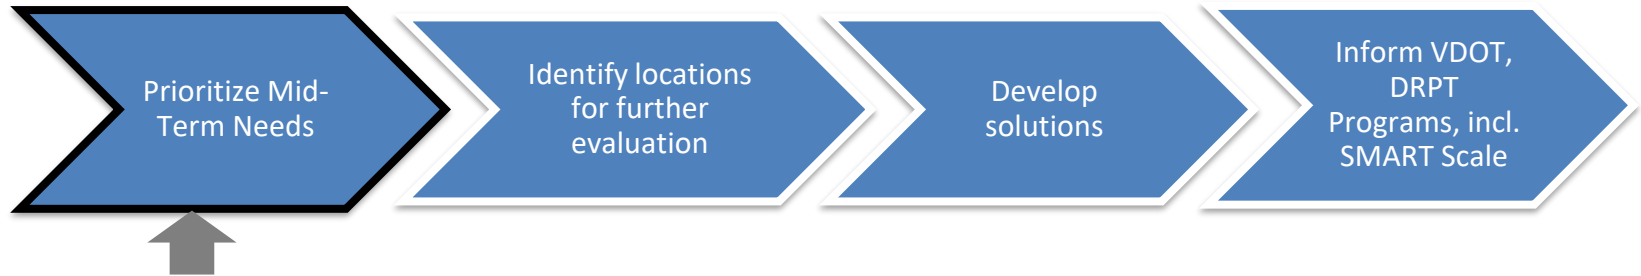 Prioritize Mid-
Term Needs
Identify locations
for further
evaluation
Develop
solutions
Inform VDOT,
DRPT
Programs, incl.
SMART Scale